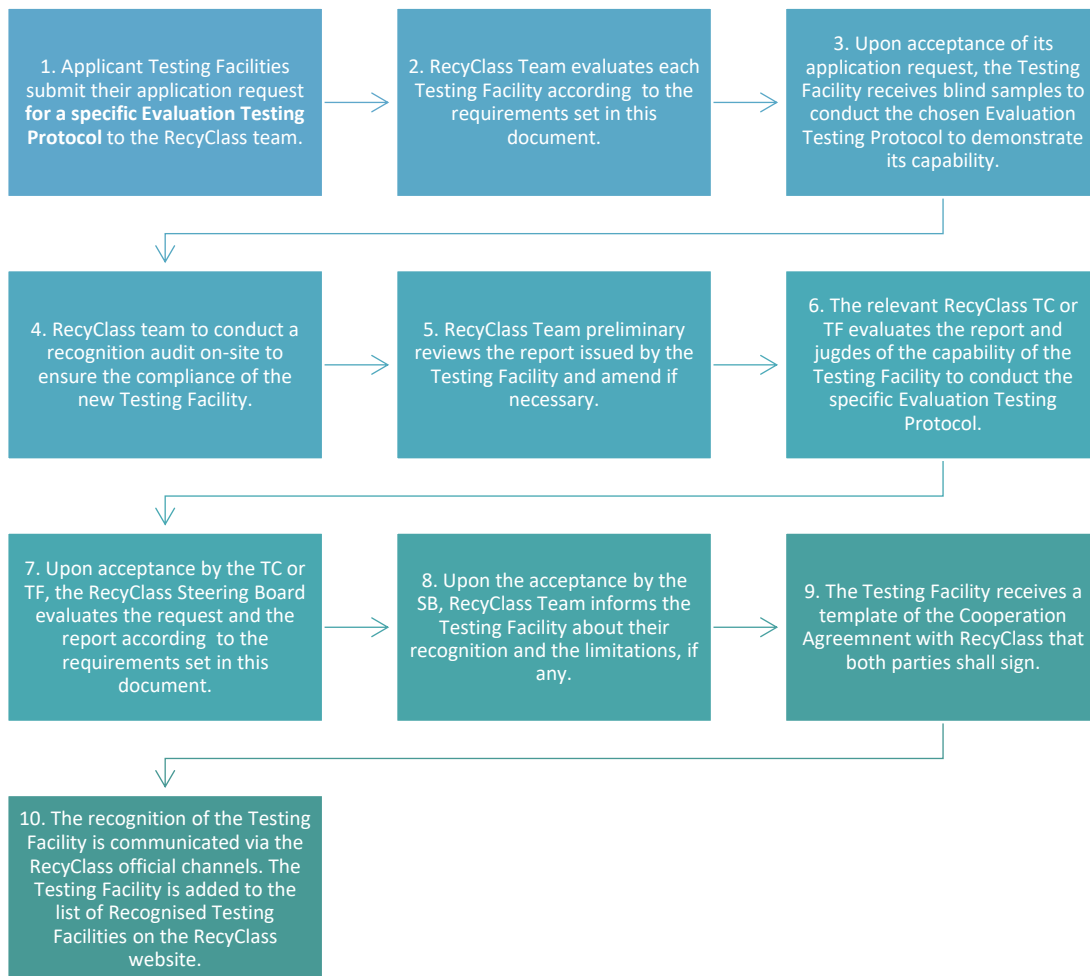 1. Applicant Testing Facilities
submit their application request
for a specific Evaluation Testing
Protocol to the RecyClass team.
2. RecyClass Team evaluates each
Testing Facility according to the
requirements set in this
document.
3. Upon acceptance of its
application request, the Testing
Facility receives blind samples to
conduct the chosen Evaluation
Testing Protocol to demonstrate
its capability.
4. RecyClass team to conduct a
recognition audit on-site to
ensure the compliance of the
new Testing Facility.
5. RecyClass Team preliminary
reviews the report issued by the
Testing Facility and amend if
necessary.
6. The relevant RecyClass TC or
TF evaluates the report and
jugdes of the capability of the
Testing Facility to conduct the
specific Evaluation Testing
Protocol.
7. Upon acceptance by the TC or
TF, the RecyClass Steering Board
evaluates the request and the
report according to the
requirements set in this
document.
8. Upon the acceptance by the
SB, RecyClass Team informs the
Testing Facility about their
recognition and the limitations, if
any.
9. The Testing Facility receives a
template of the Cooperation
Agreemnent with RecyClass that
both parties shall sign.
10. The recognition of the Testing
Facility is communicated via the
RecyClass official channels. The
Testing Facility is added to the
list of Recognised Testing
Facilities on the RecyClass
website.